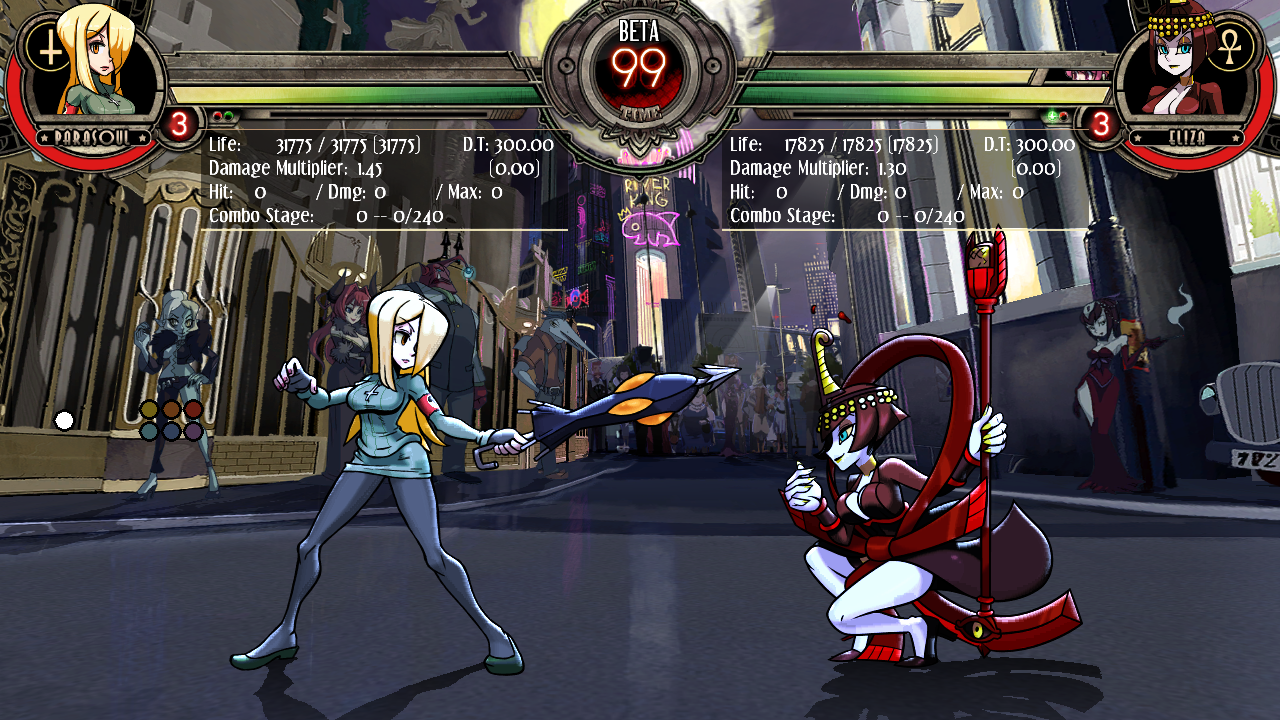 BETA
99
TIME
PARASOUL
3
3
ELIZA
Life: 31775 / 31775 (31775) D.T: 300.00
Damage Multiplier: 1.45 (0.00)
Hit: 0 / Dmg: 0 / Max: 0
Combo Stage: 0 -- 0/240
Life: 17825 / 17825 (17825) D.T: 300.00
Damage Multiplier: 1.30 (0.00)
Hit: 0 / Dmg: 0 / Max: 0
Combo Stage: 0 -- 0/240
RIVER
KING